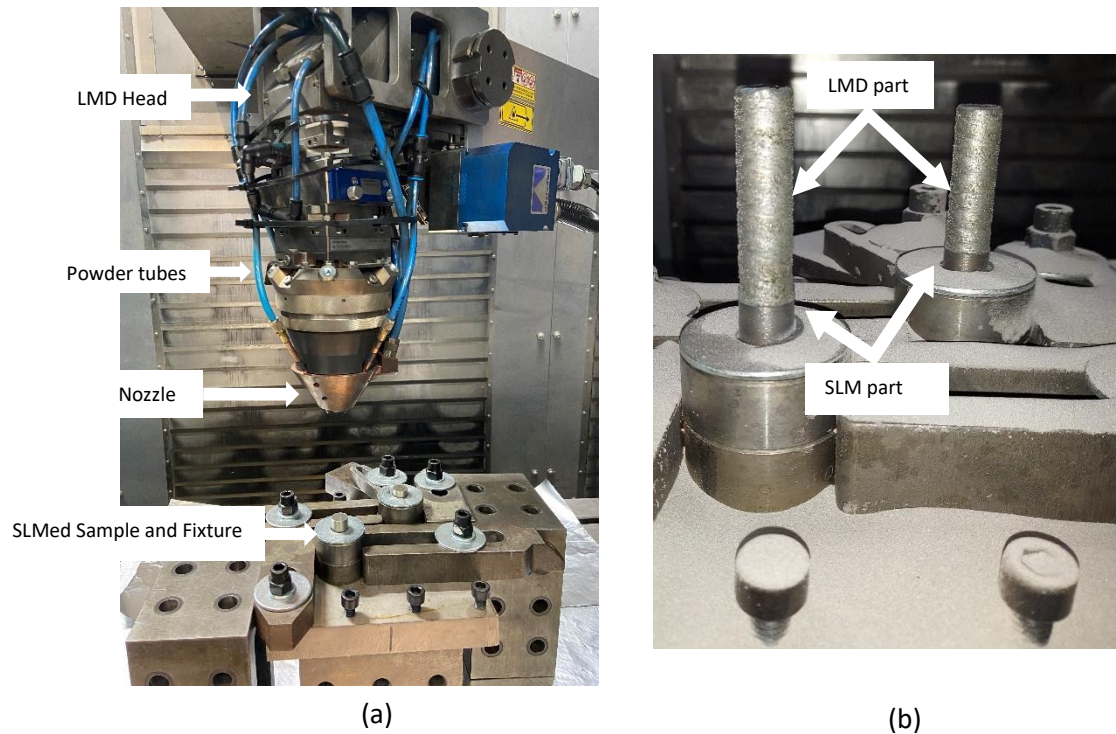 LMD Head
Powder tubes
Nozzle
SLMed Sample and Fixture
(a)
LMD part
SLM part
(b)